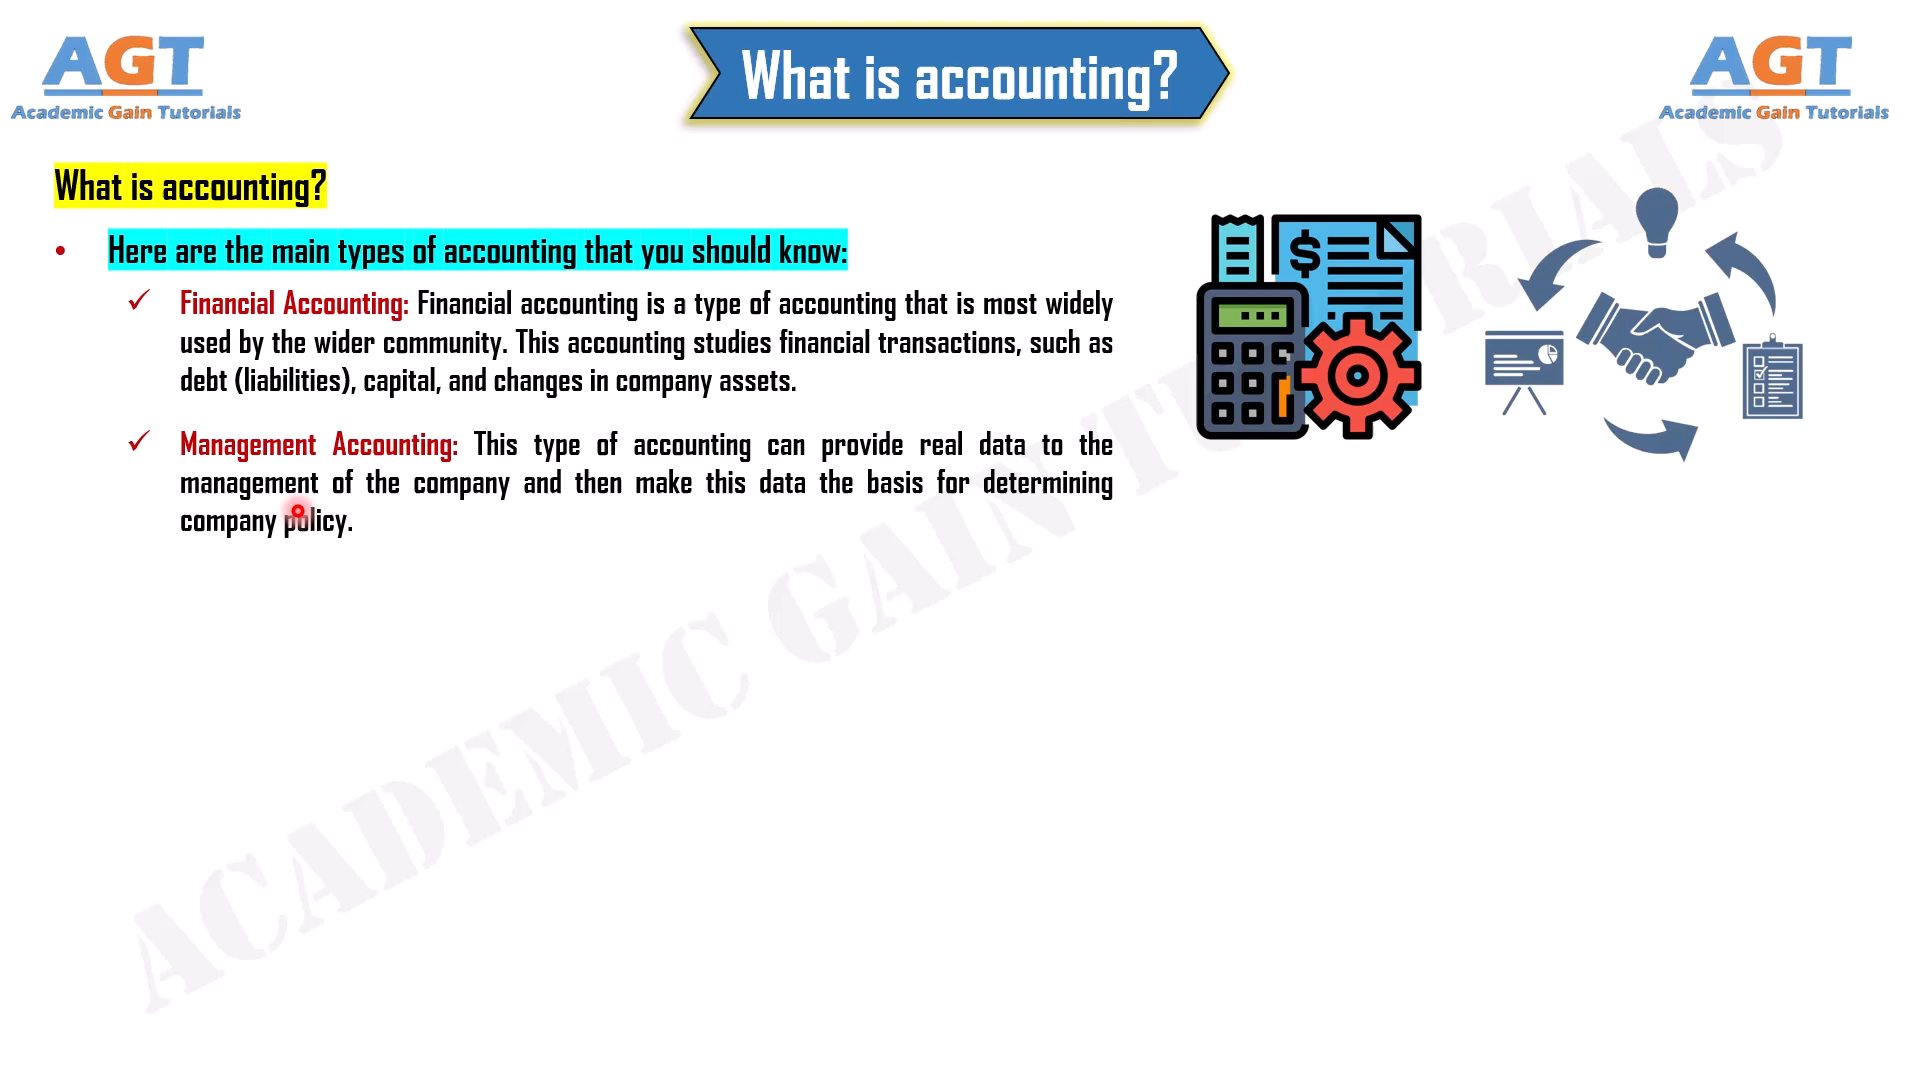 AGT
Academic Gain Tutorials
What is accounting?
AGT
Academic Gain Tutorials
What is accounting?
• Here are the main types of accounting that you should know:
✓ Financial Accounting: Financial accounting is a type of accounting that is most widely
used by the wider community. This accounting studies financial transactions, such as
debt (liabilities), capital, and changes in company assets.
✓ Management Accounting: This type of accounting can provide real data to the
management of the company and then make this data the basis for determining
company policy.
$
ACADEMIC GAIN TUTORIALS